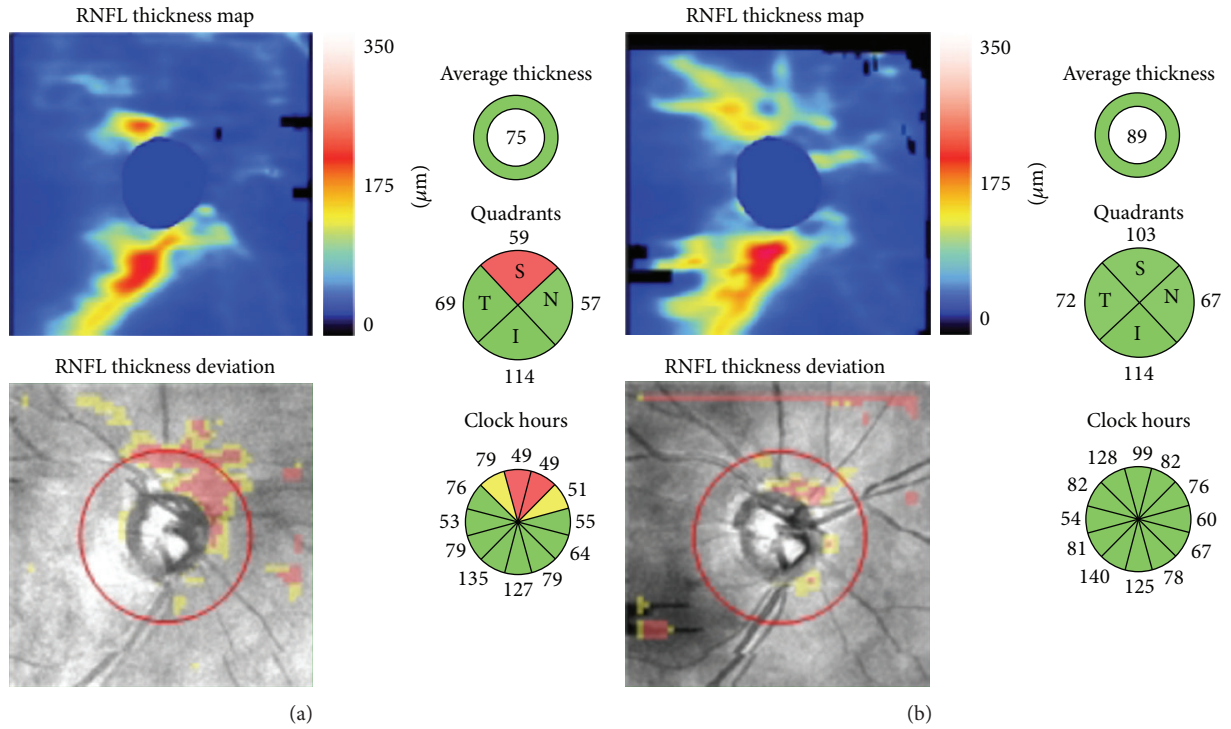 RNFL thickness map
350
175
0
(μm)
Average thickness
75
Quadrants
59
S
69
T
N
57
I
114
RNFL thickness deviation
Clock hours
79
49
49
76
51
53
55
79
64
135
127
79
(a)
RNFL thickness map
350
175
0
(μm)
Average thickness
89
Quadrants
103
S
72
T
N
67
I
114
RNFL thickness deviation
Clock hours
128
99
82
82
76
54
60
81
67
140
125
78
(b)